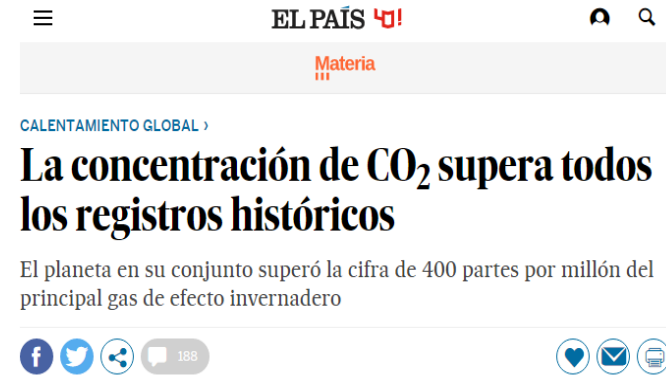 EL PAÍS 40!
Materia
CALENTAMIENTO GLOBAL ›
La concentración de CO₂ supera todos
los registros históricos
El planeta en su conjunto superó la cifra de 400 partes por millón del
principal gas de efecto invernadero
188